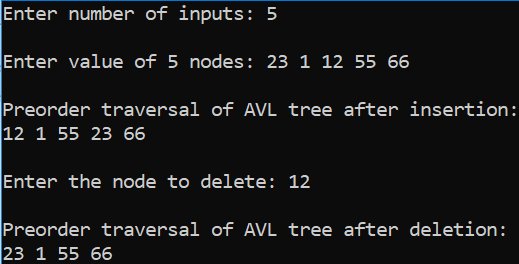 Enter number of inputs: 5
Enter value of 5 nodes: 23 1 12 55 66
Preorder traversal of AVL tree after insertion:
12 1 55 23 66
Enter the node to delete: 12
Preorder traversal of AVL tree after deletion:
23 1 55 66